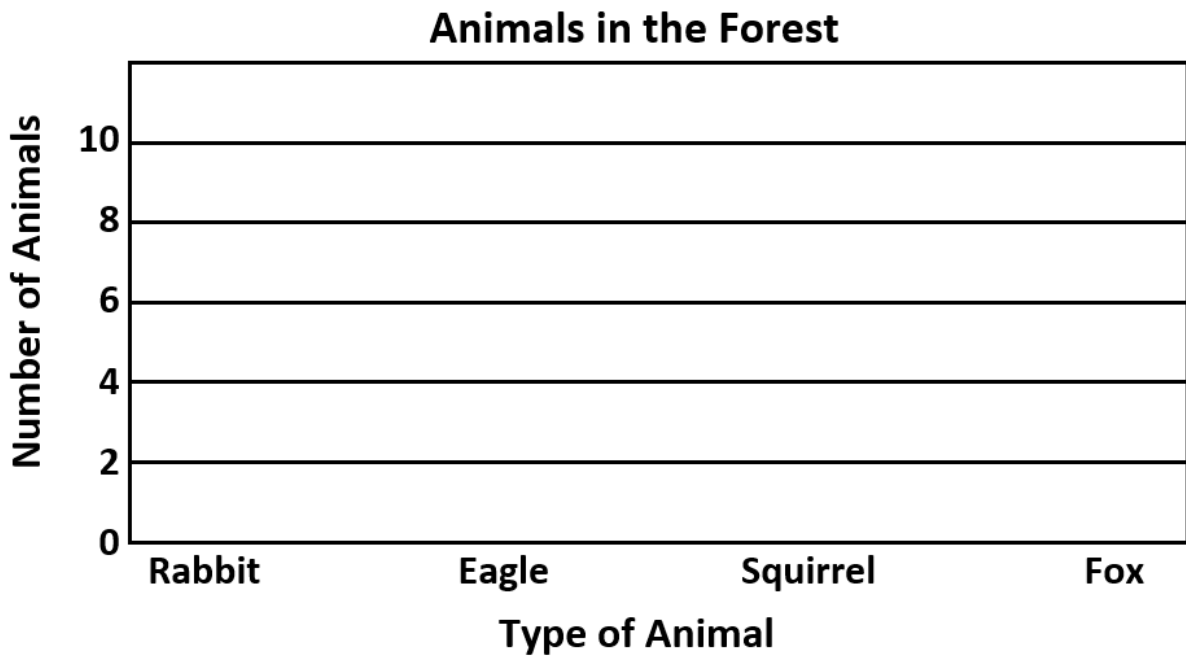 Animals in the Forest
Number of Animals
10
8
6
4
2
0
Rabbit Eagle Squirrel Fox
Type of Animal